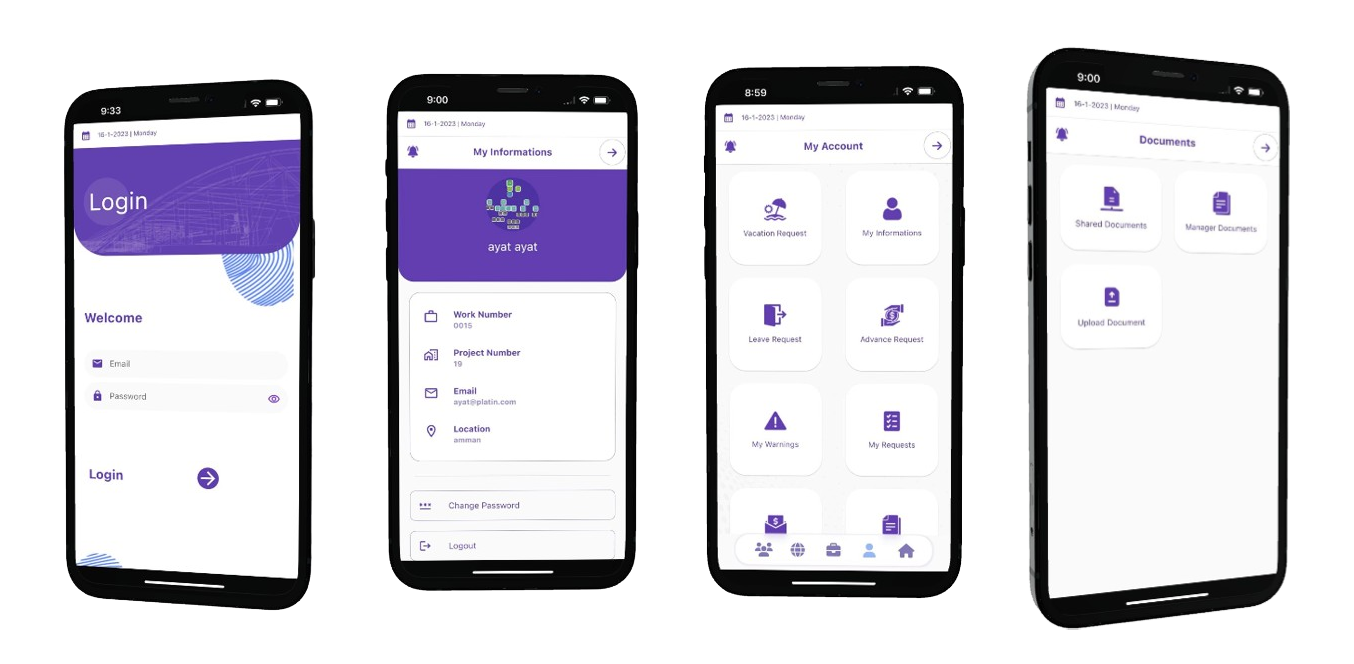 9:33
16-1-2023 | Monday
Login
Welcome
Email
Password
Login
9:00
16-1-2023 | Monday
My Informations
ayat ayat
Work Number
0015
Project Number
19
Email
ayat@platin.com
Location
amman
Change Password
Logout
8:59
16-1-2023 | Monday
My Account
Vacation Request
My Informations
Leave Request
Advance Request
My Warnings
My Requests
9:00
16-1-2023 | Monday
Documents
Shared Documents
Manager Documents
Upload Document